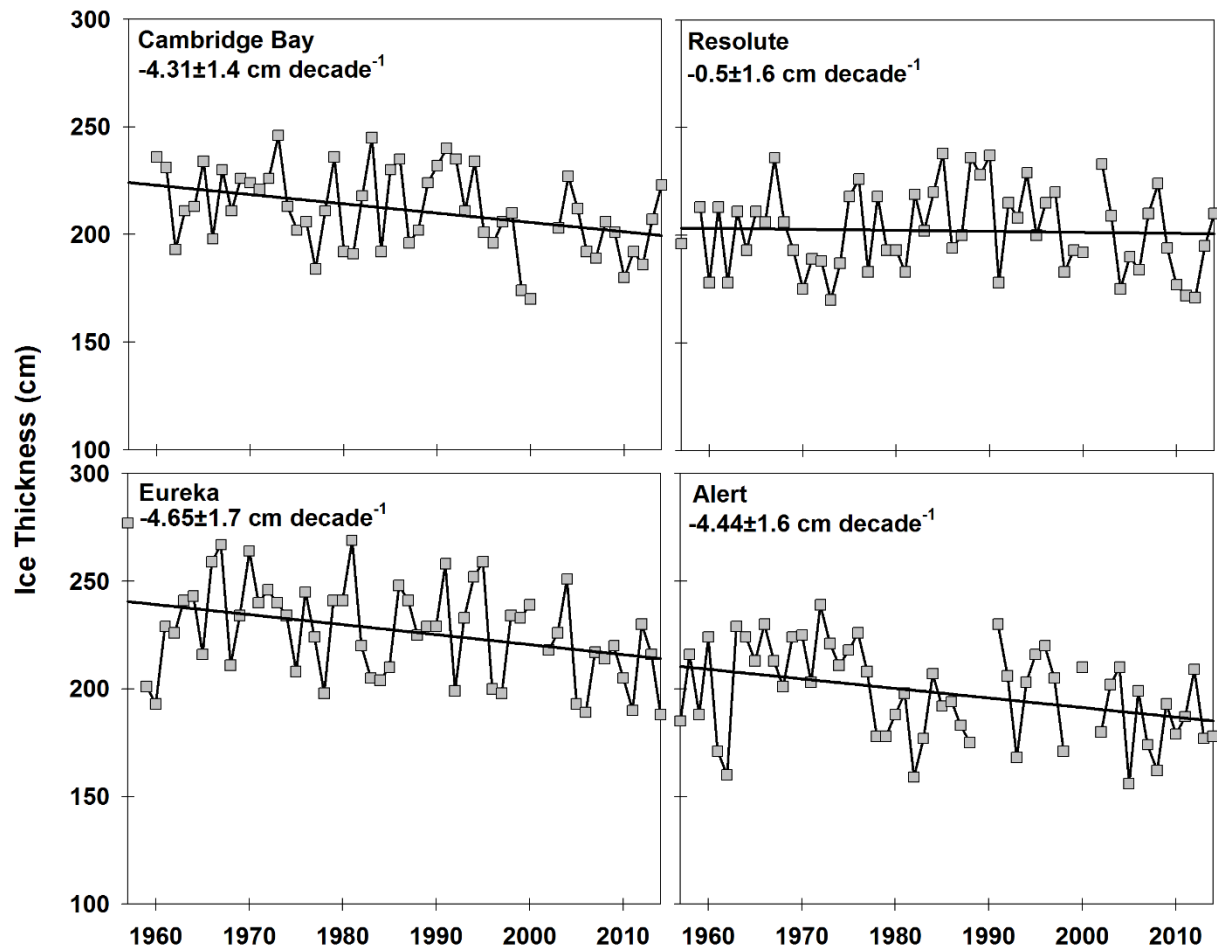 Ice Thickness (cm)
300
250
200
150
100
Cambridge Bay
-4.31±1.4 cm decade⁻¹
Resolute
-0.5±1.6 cm decade⁻¹
300
250
200
150
100
Eureka
-4.65±1.7 cm decade⁻¹
Alert
-4.44±1.6 cm decade⁻¹
1960 1970 1980 1990 2000 2010
1960 1970 1980 1990 2000 2010